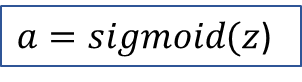 a = sigmoid(z)